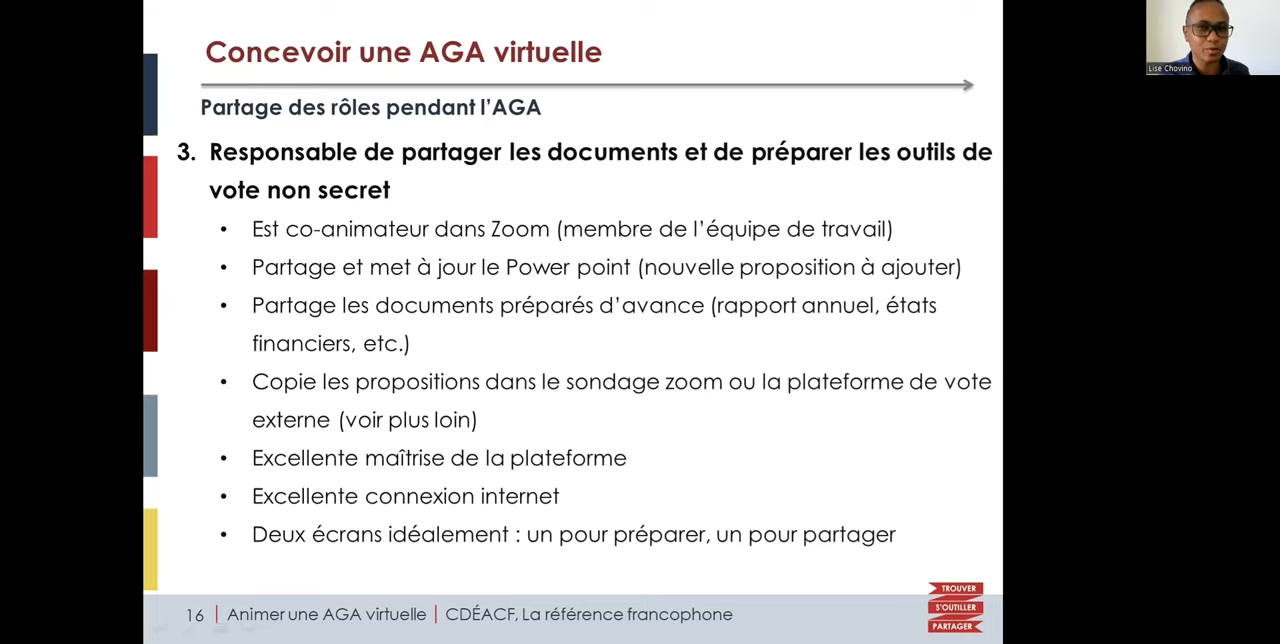 Concevoir une AGA virtuelle
Lise Chovino
Partage des rôles pendant l’AGA
3. Responsable de partager les documents et de préparer les outils de
vote non secret
• Est co-animateur dans Zoom (membre de l’équipe de travail)
• Partage et met à jour le Power point (nouvelle proposition à ajouter)
• Partage les documents préparés d’avance (rapport annuel, états
financiers, etc.)
• Copie les propositions dans le sondage zoom ou la plateforme de vote
externe (voir plus loin)
• Excellente maîtrise de la plateforme
• Excellente connexion internet
• Deux écrans idéalement : un pour préparer, un pour partager
16 | Animer une AGA virtuelle | CDÉACF, La référence francophone
TROUVER
S’OUTILLER
PARTAGER